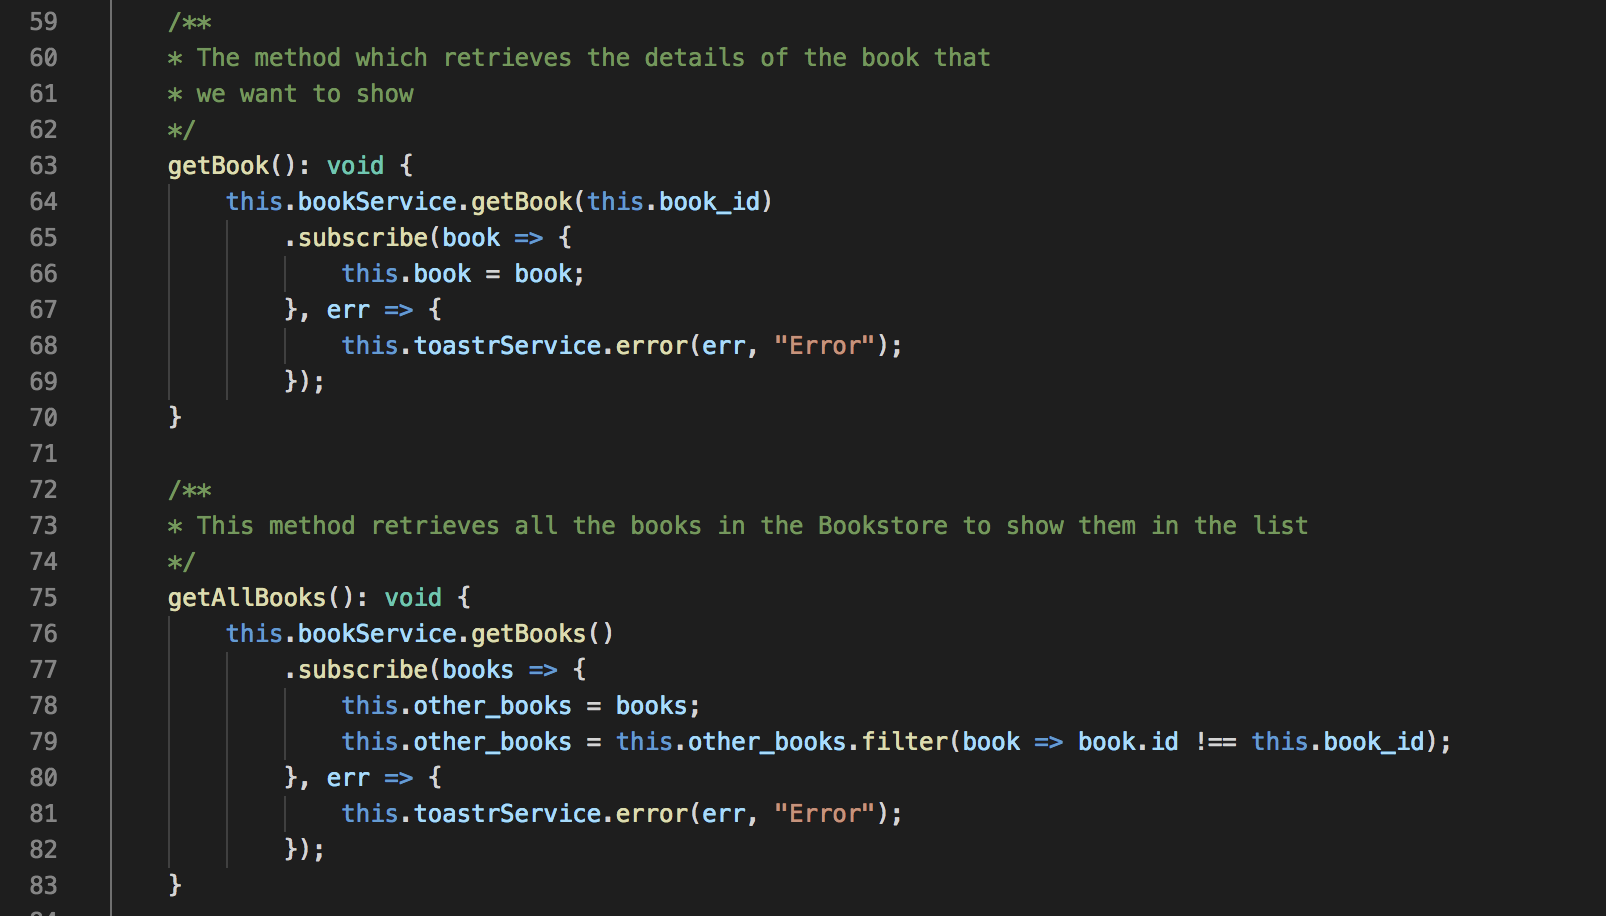 59 /**
60 * The method which retrieves the details of the book that
61 * we want to show
62 */
63 getBook(): void {
64 this.bookService.getBook(this.book_id)
65 .subscribe(book => {
66 this.book = book;
67 }, err => {
68 this.toastrService.error(err, "Error");
69 });
70 }
71
72 /**
73 * This method retrieves all the books in the Bookstore to show them in the list
74 */
75 getAllBooks(): void {
76 this.bookService.getBooks()
77 .subscribe(books => {
78 this.other_books = books;
79 this.other_books = this.other_books.filter(book => book.id !== this.book_id);
80 }, err => {
81 this.toastrService.error(err, "Error");
82 });
83 }